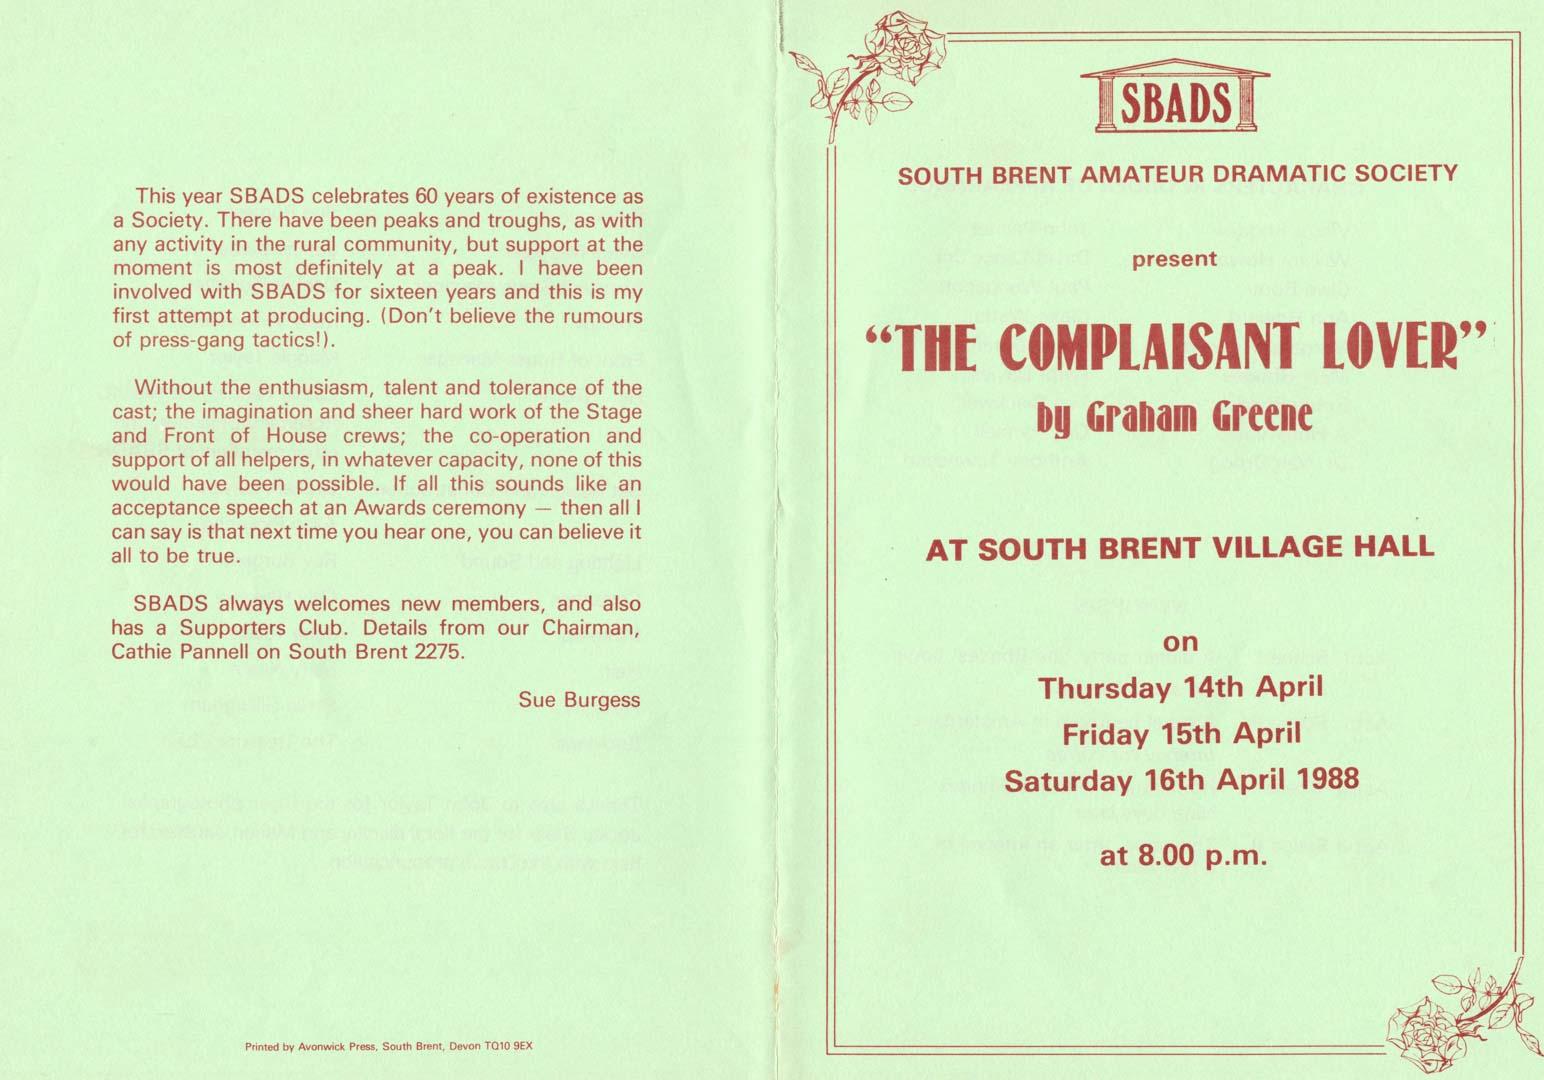 This year SBADS celebrates 60 years of existence as
a Society. There have been peaks and troughs, as with
any activity in the rural community, but support at the
moment is most definitely at a peak. I have been
involved with SBADS for sixteen years and this is my
first attempt at producing. (Don't believe the rumours
of press-gang tactics!).
Without the enthusiasm, talent and tolerance of the
cast; the imagination and sheer hard work of the Stage
and Front of House crews; the co-operation and
support of all helpers, in whatever capacity, none of this
would have been possible. If all this sounds like an
acceptance speech at an Awards ceremony — then all I
can say is that next time you hear one, you can believe it
all to be true.
SBADS always welcomes new members, and also
has a Supporters Club. Details from our Chairman,
Cathie Pannell on South Brent 2275.
Sue Burgess
Printed by Avonwick Press, South Brent, Devon TQ10 9EX
SBADS
SOUTH BRENT AMATEUR DRAMATIC SOCIETY
present
"THE COMPLAISANT LOVER"
by Graham Greene
AT SOUTH BRENT VILLAGE HALL
on
Thursday 14th April
Friday 15th April
Saturday 16th April 1988
at 8.00 p.m.